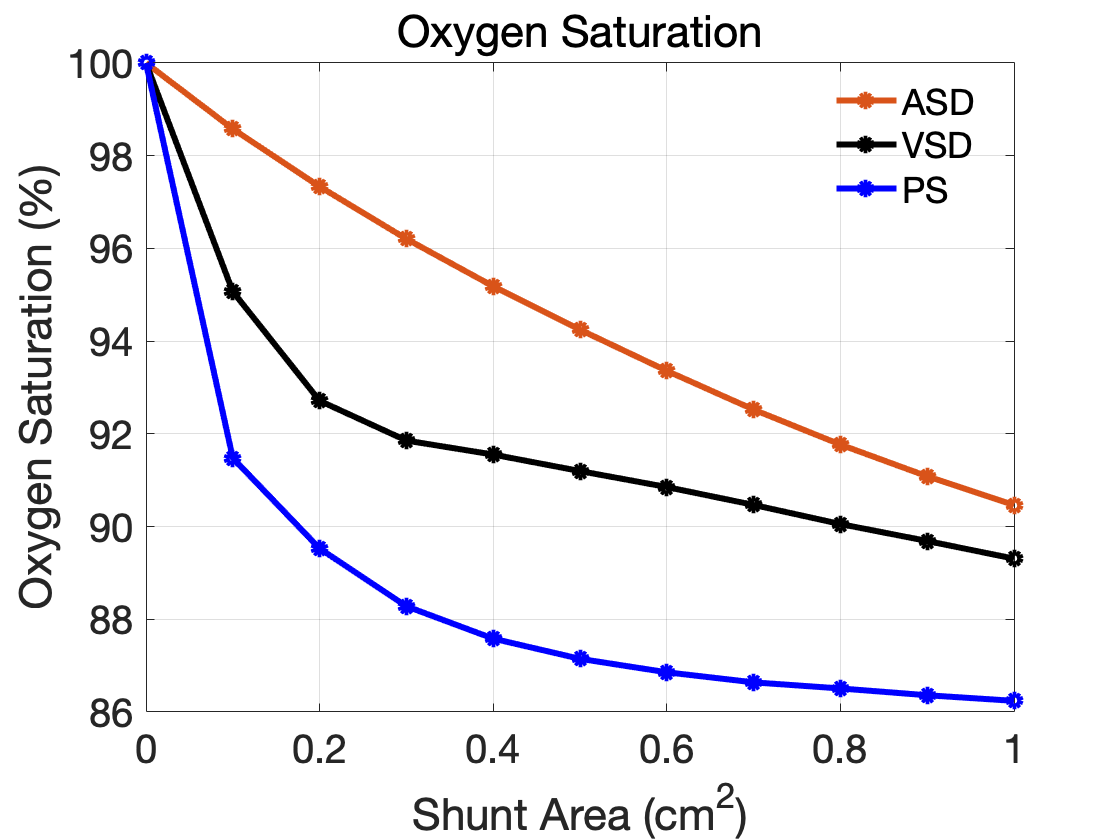 Oxygen Saturation
Oxygen Saturation (%)
100
98
96
94
92
90
88
86
ASD
VSD
PS
0
0.2
0.4
0.6
0.8
1
Shunt Area (cm²)